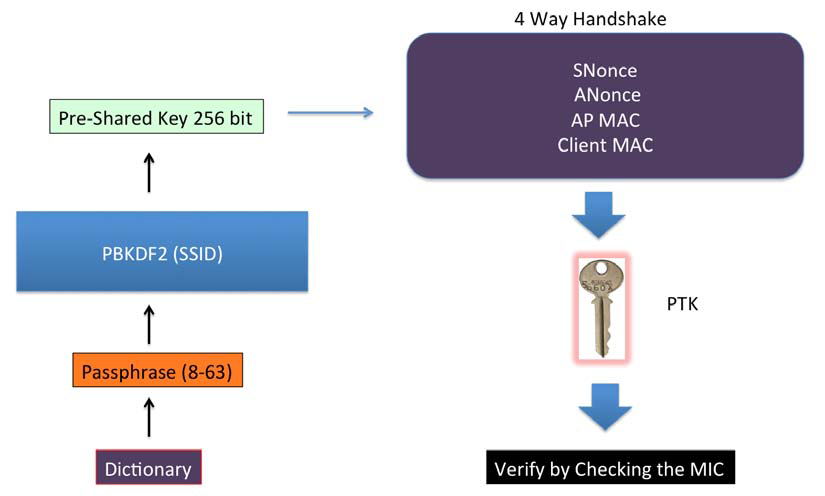 4 Way Handshake
SNonce
ANonce
AP MAC
Client MAC
Pre-Shared Key 256 bit
PBKDF2 (SSID)
PTK
Passphrase (8-63)
Dictionary
Verify by Checking the MIC